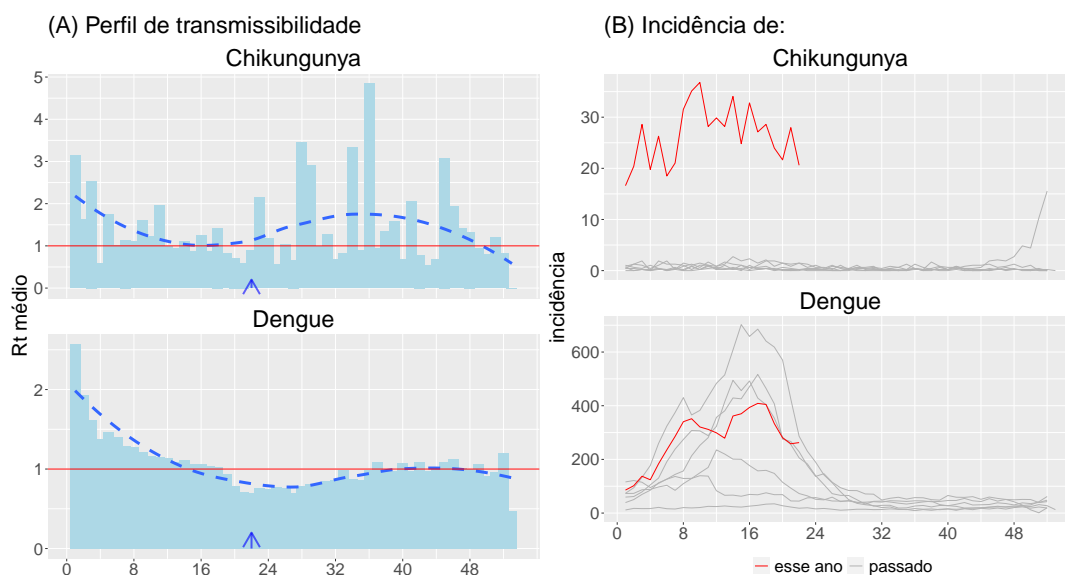 (A) Perfil de transmissibilidade
Chikungunya
5
4
3
2
1
0
Dengue
2
1
0
0 8 16 24 32 40 48
Rt médio
(B) Incidência de:
Chikungunya
30
20
10
0
Dengue
600
400
200
0
0 8 16 24 32 40 48
incidência
esse ano passado